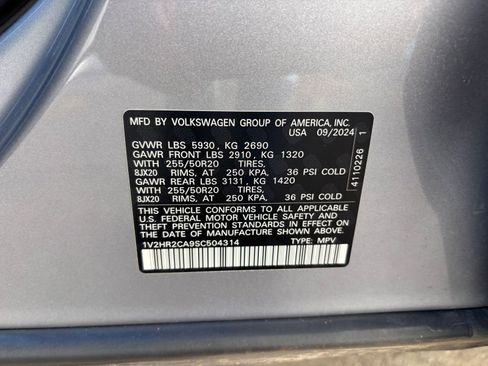 MFD BY VOLKSWAGEN GROUP OF AMERICA, INC.
USA 09/2024
GVWR LBS 5930, KG 2690
GAWR FRONT LBS 2910, KG 1320
WITH 255/50R20 TIRES,
8JX20 RIMS, AT 250 KPA, 36 PSI COLD
GAWR REAR LBS 3131, KG 1420
WITH 255/50R20 TIRES,
8JX20 RIMS, AT 250 KPA, 36 PSI COLD
THIS VEHICLE CONFORMS TO ALL APPLICABLE
U.S. FEDERAL MOTOR VEHICLE SAFETY AND
THEFT PREVENTION STANDARDS IN EFFECT ON
DATE OF MANUFACTURE SHOWN ABOVE.
1V2HR2CA9SC504314 TYPE: MPV
4110226 1